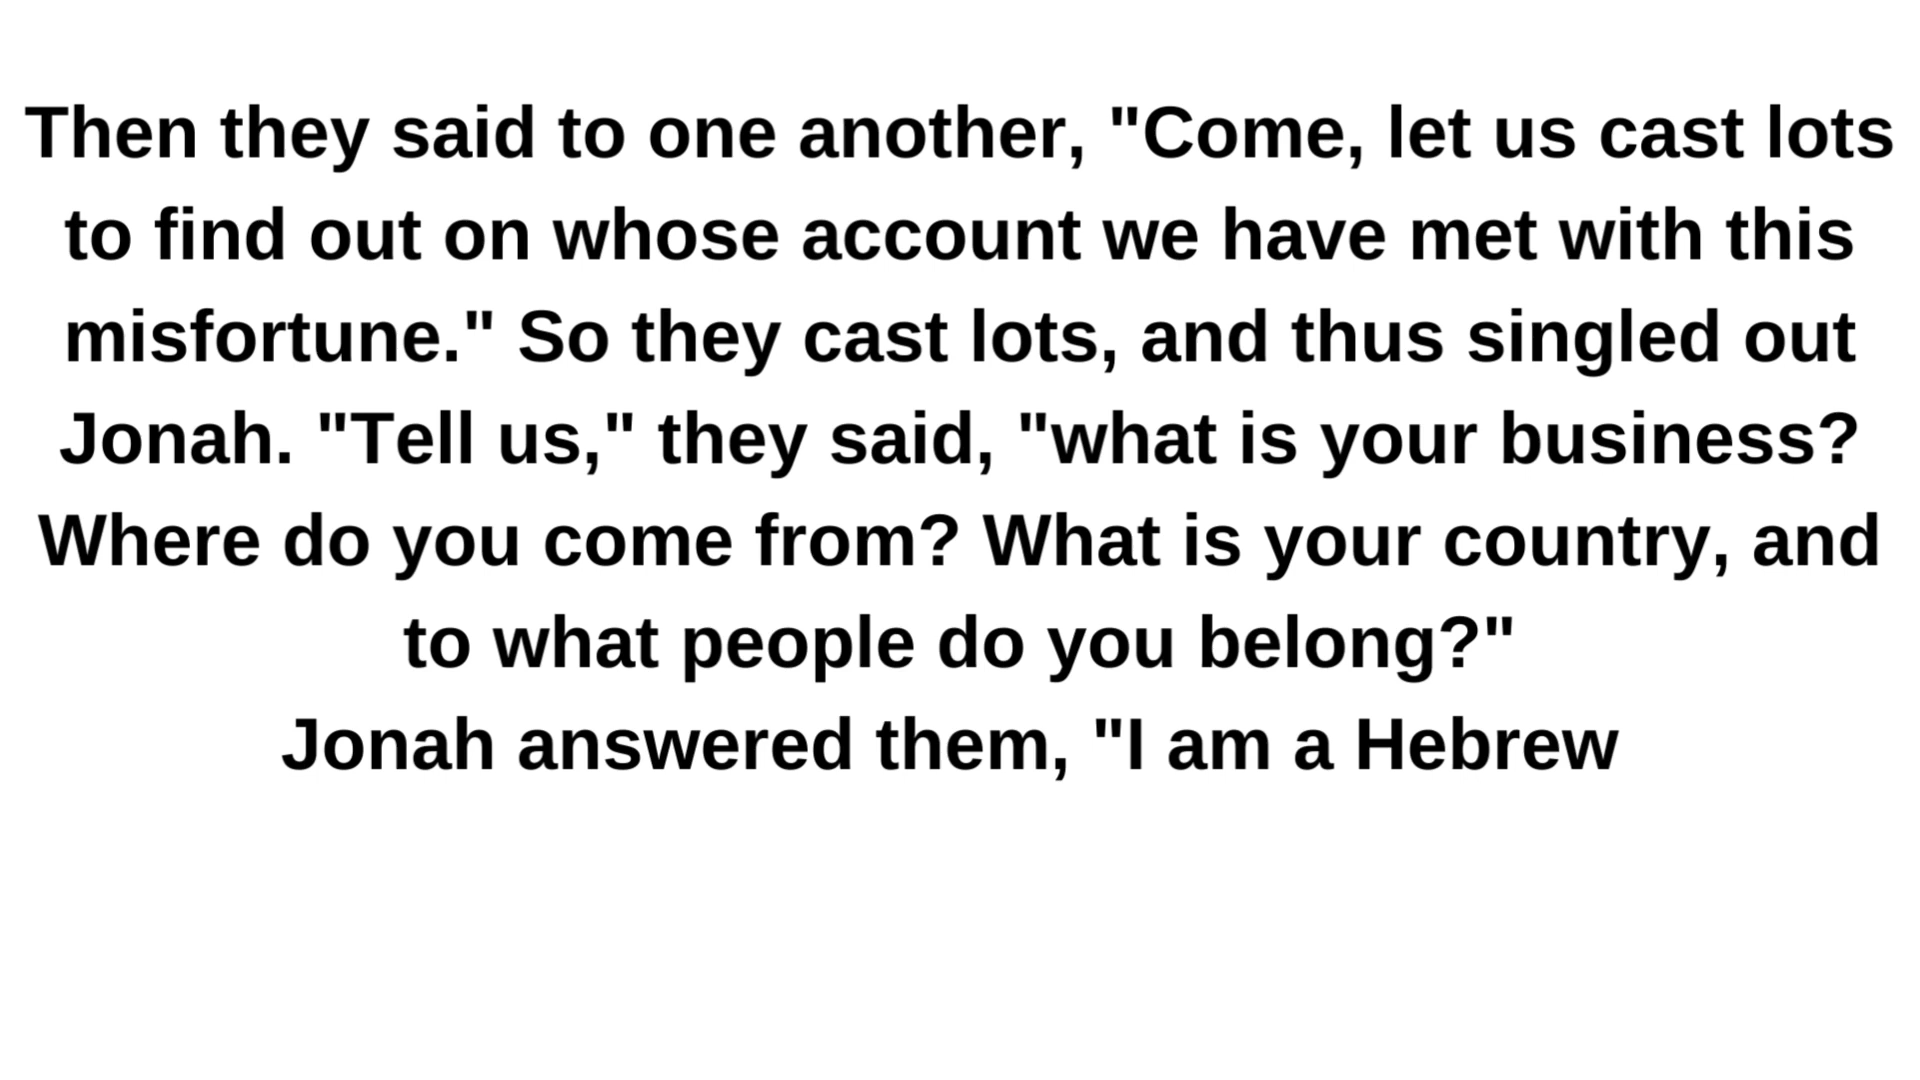 Then they said to one another, "Come, let us cast lots
to find out on whose account we have met with this
misfortune." So they cast lots, and thus singled out
Jonah. "Tell us," they said, "what is your business?
Where do you come from? What is your country, and
to what people do you belong?"
Jonah answered them, "I am a Hebrew